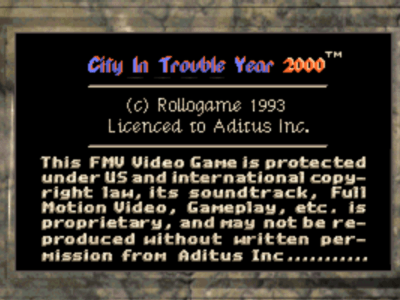 City In Trouble Year 2000™
(c) Rollogame 1993
Licenced to Aditus Inc.
This FMV Video Game is protected
under US and international copy-
right law, its soundtrack, Full
Motion Video, Gameplay, etc. is
proprietary, and may not be re-
produced without written per-
mission from Aditus Inc...........